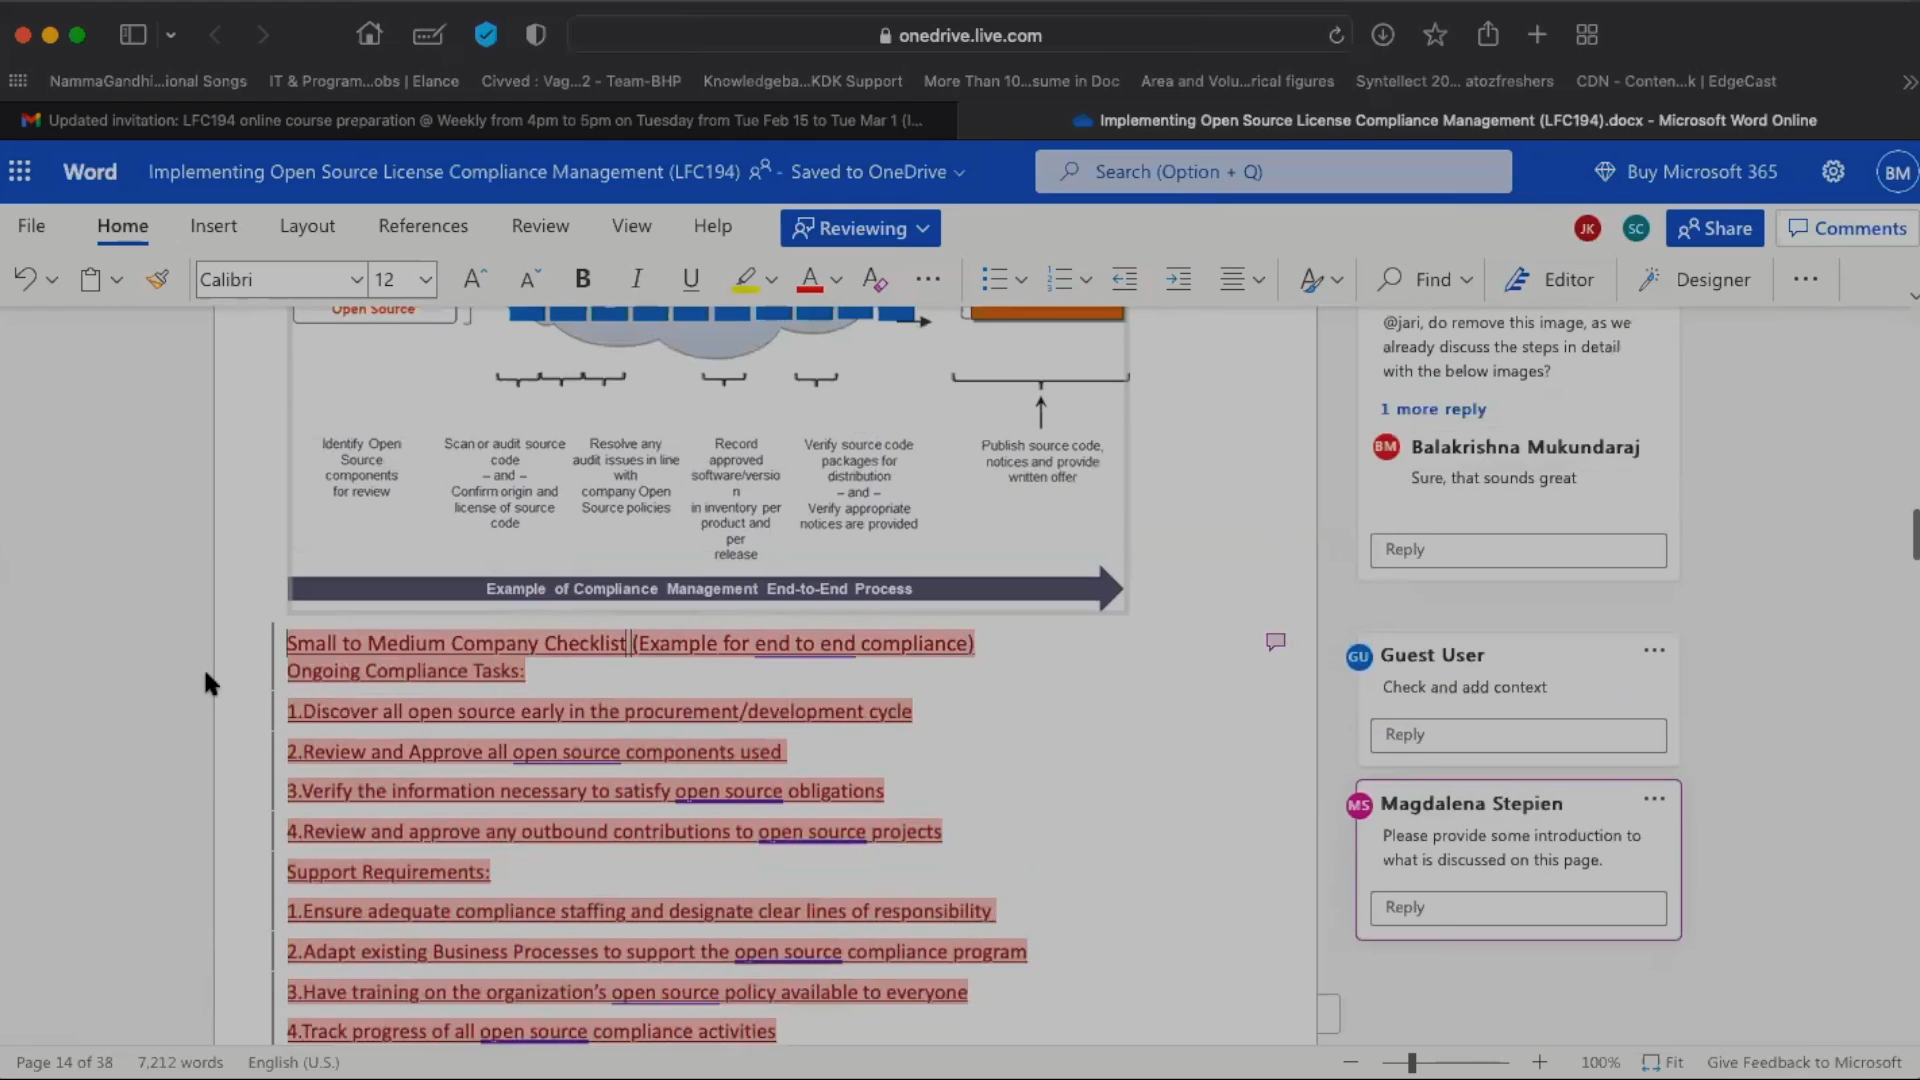 onedrive.live.com
NammaGandhi...ional Songs
IT & Program...obs | Elance
Civved : Vag...2 - Team-BHP
Knowledgeba...KDK Support
More Than 10...sume in Doc
Area and Volu...rical figures
Syntellect 20... atozfreshers
CDN - Conten...k | EdgeCast
Updated invitation: LFC194 online course preparation @ Weekly from 4pm to 5pm on Tuesday from Tue Feb 15 to Tue Mar 1 (I...
Implementing Open Source License Compliance Management (LFC194).docx - Microsoft Word Online
Word
Implementing Open Source License Compliance Management (LFC194) - Saved to OneDrive
Search (Option + Q)
Buy Microsoft 365
BM
File
Home
Insert
Layout
References
Review
View
Help
Reviewing
JK
SC
Share
Comments
Calibri
12
B
I
U
A
Find
Editor
Designer
Open Source
Identify Open
Source
components
for review
Scan or audit source
code
– and –
Confirm origin and
license of source
code
Resolve any
audit issues in line
with
company Open
Source policies
Record
approved
software/versio
n
in inventory per
product and
per
release
Verify source code
packages for
distribution
– and –
Verify appropriate
notices are provided
Publish source code,
notices and provide
written offer
Example of Compliance Management End-to-End Process
Small to Medium Company Checklist (Example for end to end compliance)
Ongoing Compliance Tasks:
1.Discover all open source early in the procurement/development cycle
2.Review and Approve all open source components used
3.Verify the information necessary to satisfy open source obligations
4.Review and approve any outbound contributions to open source projects
Support Requirements:
1.Ensure adequate compliance staffing and designate clear lines of responsibility
2.Adapt existing Business Processes to support the open source compliance program
3.Have training on the organization's open source policy available to everyone
4.Track progress of all open source compliance activities
@jari, do remove this image, as we
already discuss the steps in detail
with the below images?
1 more reply
BM Balakrishna Mukundaraj
Sure, that sounds great
Reply
GU Guest User
Check and add context
Reply
MS Magdalena Stepien
Please provide some introduction to
what is discussed on this page.
Reply
Page 14 of 38
7,212 words
English (U.S.)
100%
Fit
Give Feedback to Microsoft